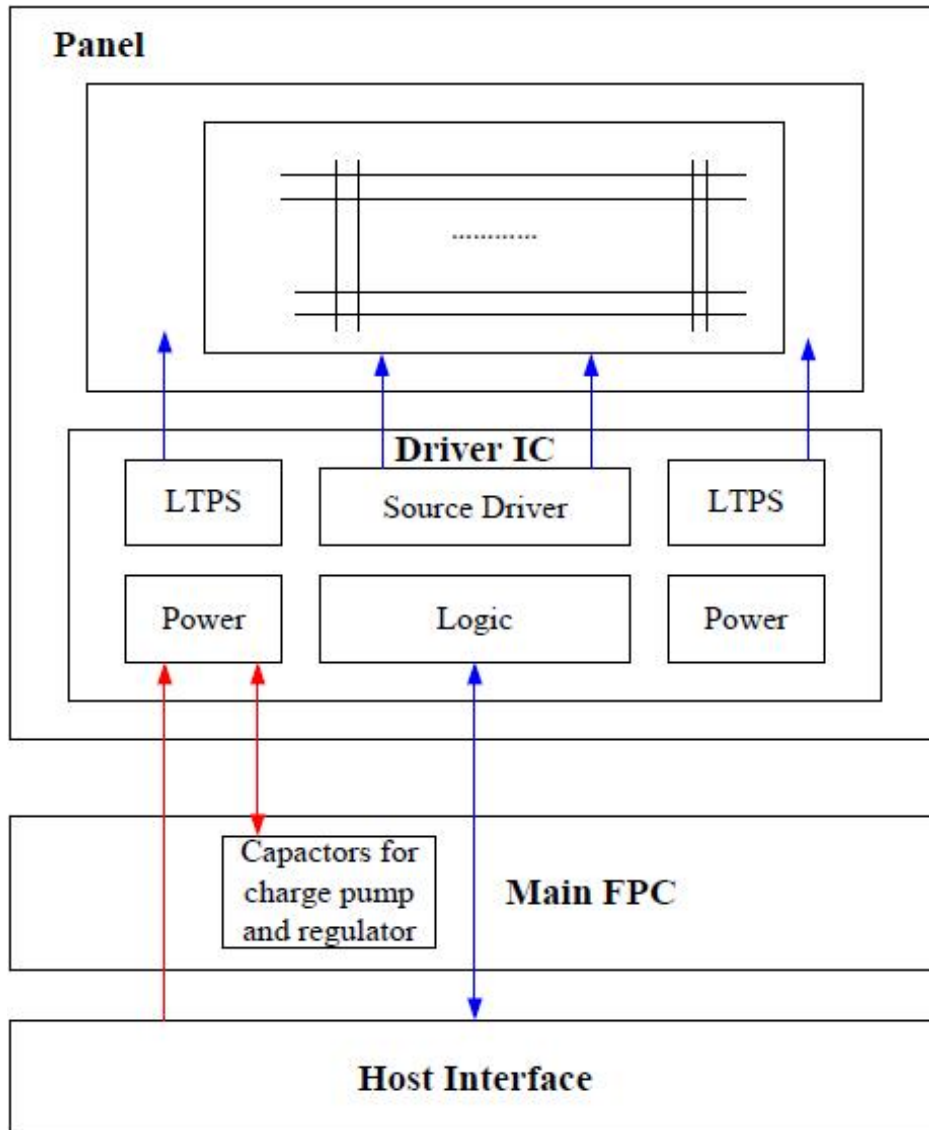 Panel
............
Driver IC
LTPS
Source Driver
LTPS
Power
Logic
Power
Capactors for
charge pump
and regulator
Main FPC
Host Interface